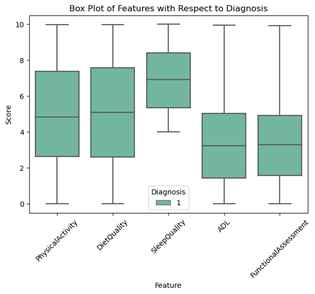 Box Plot of Features with Respect to Diagnosis
10
8
6
4
2
0
Score
Diagnosis
1
PhysicalActivity
DietQuality
SleepQuality
ADL
FunctionalAssessment
Feature